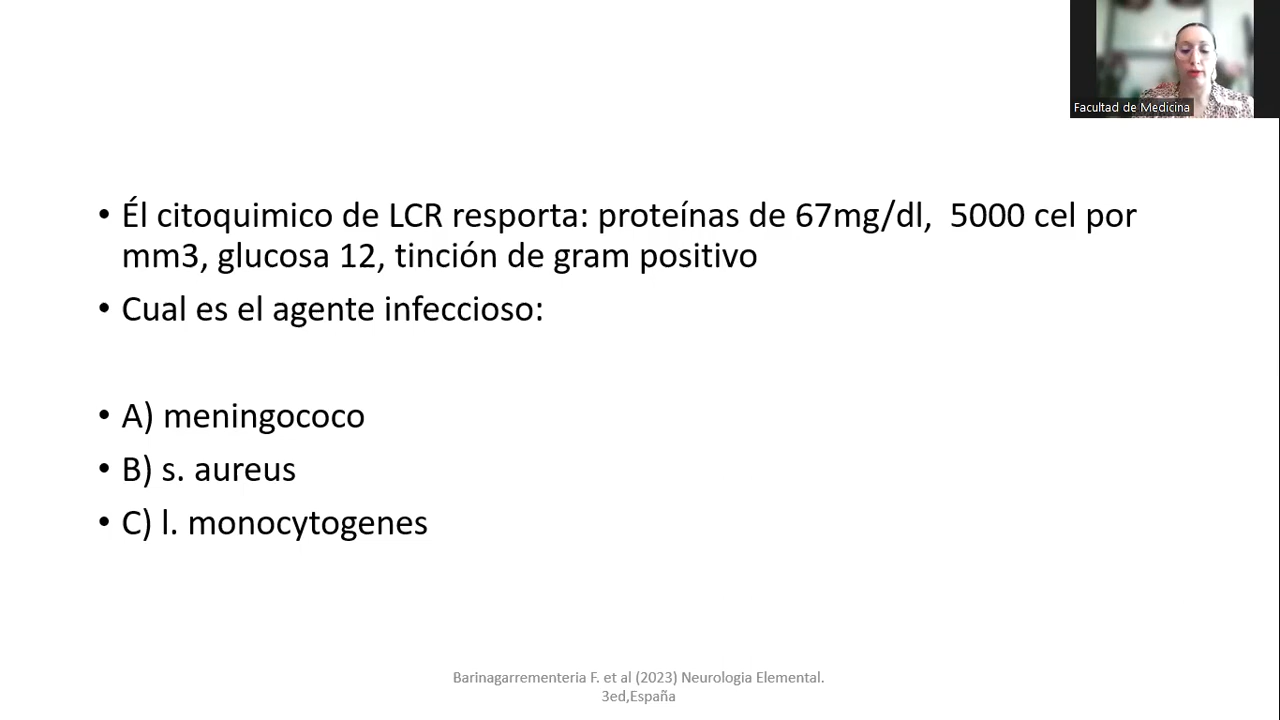 Facultad de Medicina
• Él citoquimico de LCR resporta: proteínas de 67mg/dl, 5000 cel por
mm3, glucosa 12, tinción de gram positivo
• Cual es el agente infeccioso:
• A) meningococo
• B) s. aureus
• C) l. monocytogenes
Barinagarrementeria F. et al (2023) Neurologia Elemental.
3ed,España